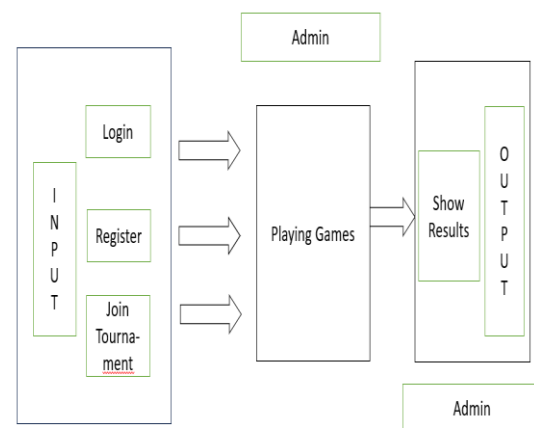 Admin
Login
I
N
P
U
T
Register
Join
Tourna-
ment
Playing Games
Show
Results
O
U
T
P
U
T
Admin